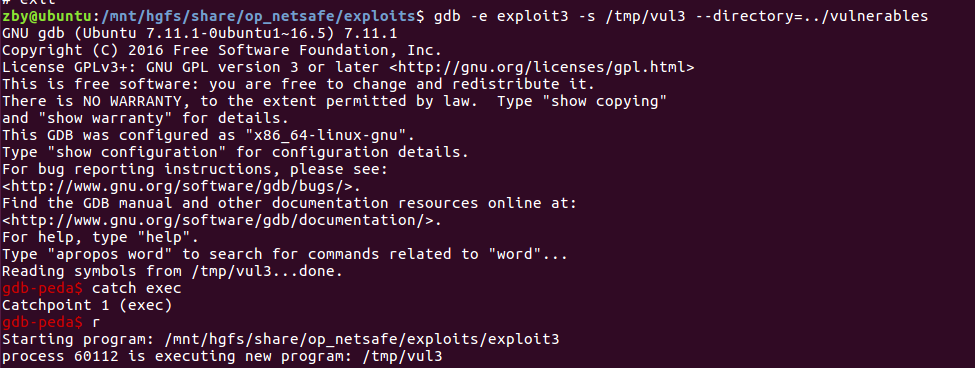 # exit
zby@ubuntu:/mnt/hgfs/share/op_netsafe/exploits$ gdb -e exploit3 -s /tmp/vul3 --directory=../vulnerables
GNU gdb (Ubuntu 7.11.1-0ubuntu1~16.5) 7.11.1
Copyright (C) 2016 Free Software Foundation, Inc.
License GPLv3+: GNU GPL version 3 or later <http://gnu.org/licenses/gpl.html>
This is free software: you are free to change and redistribute it.
There is NO WARRANTY, to the extent permitted by law.  Type "show copying"
and "show warranty" for details.
This GDB was configured as "x86_64-linux-gnu".
Type "show configuration" for configuration details.
For bug reporting instructions, please see:
<http://www.gnu.org/software/gdb/bugs/>.
Find the GDB manual and other documentation resources online at:
<http://www.gnu.org/software/gdb/documentation/>.
For help, type "help".
Type "apropos word" to search for commands related to "word"...
Reading symbols from /tmp/vul3...done.
gdb-peda$ catch exec
Catchpoint 1 (exec)
gdb-peda$ r
Starting program: /mnt/hgfs/share/op_netsafe/exploits/exploit3
process 60112 is executing new program: /tmp/vul3